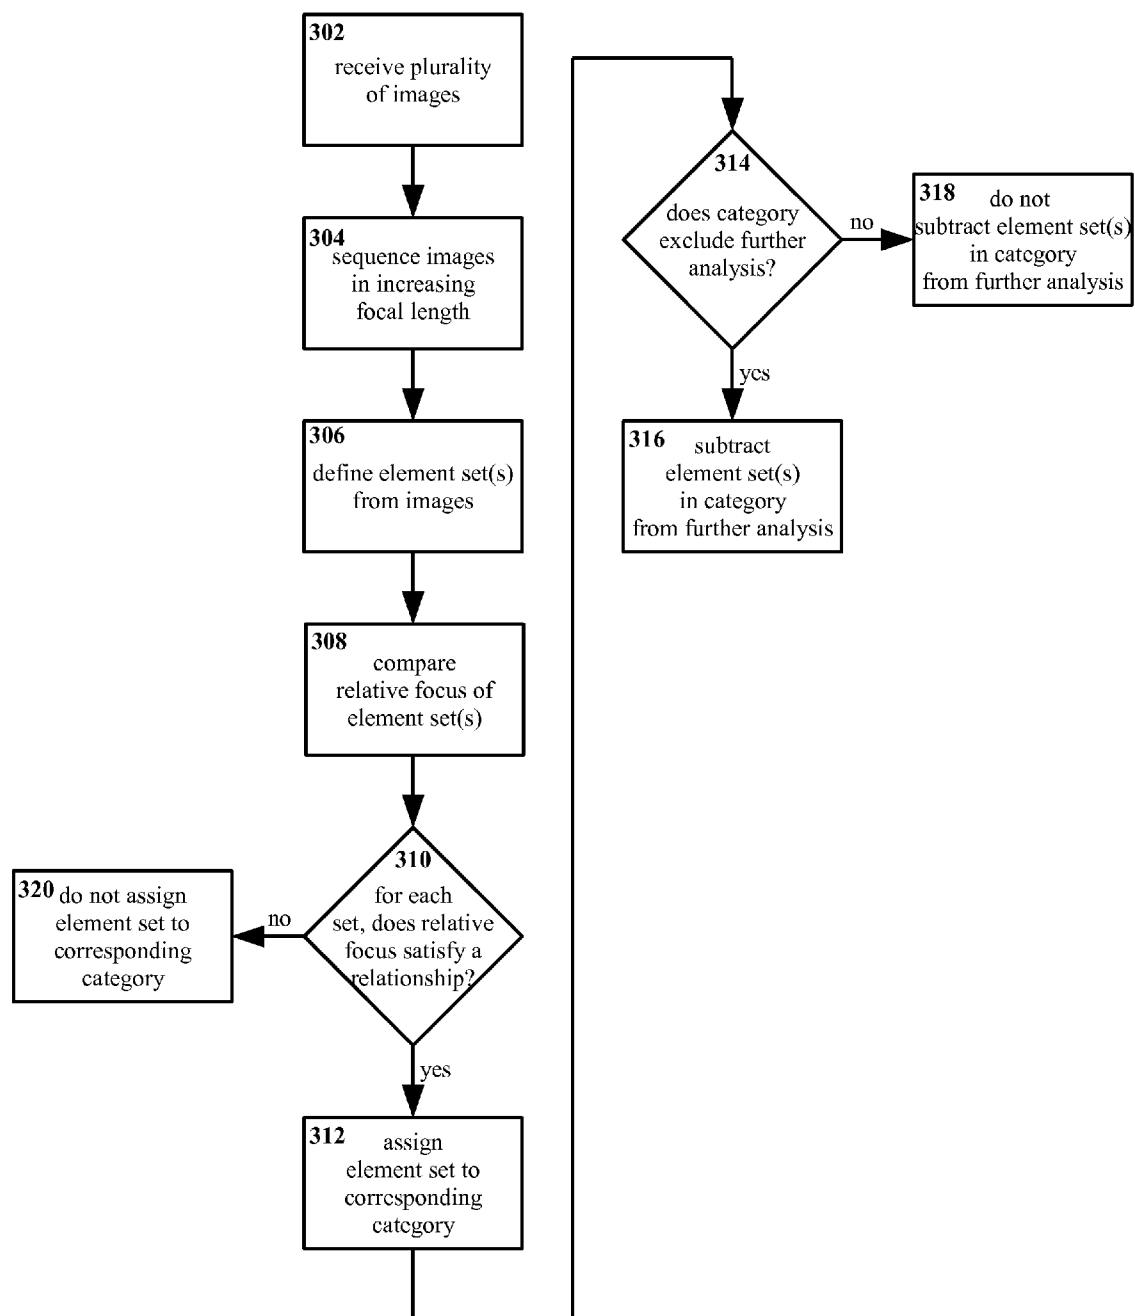 302
receive plurality
of images
304
sequence images
in increasing
focal length
306
define element set(s)
from images
308
compare
relative focus of
element set(s)
310
for each
set, does relative
focus satisfy a
relationship?
no
320 do not assign
element set to
corresponding
category
yes
312 assign
element set to
corresponding
category
314
does category
exclude further
analysis?
no
318 do not
subtract element set(s)
in category
from further analysis
yes
316 subtract
element set(s)
in category
from further analysis